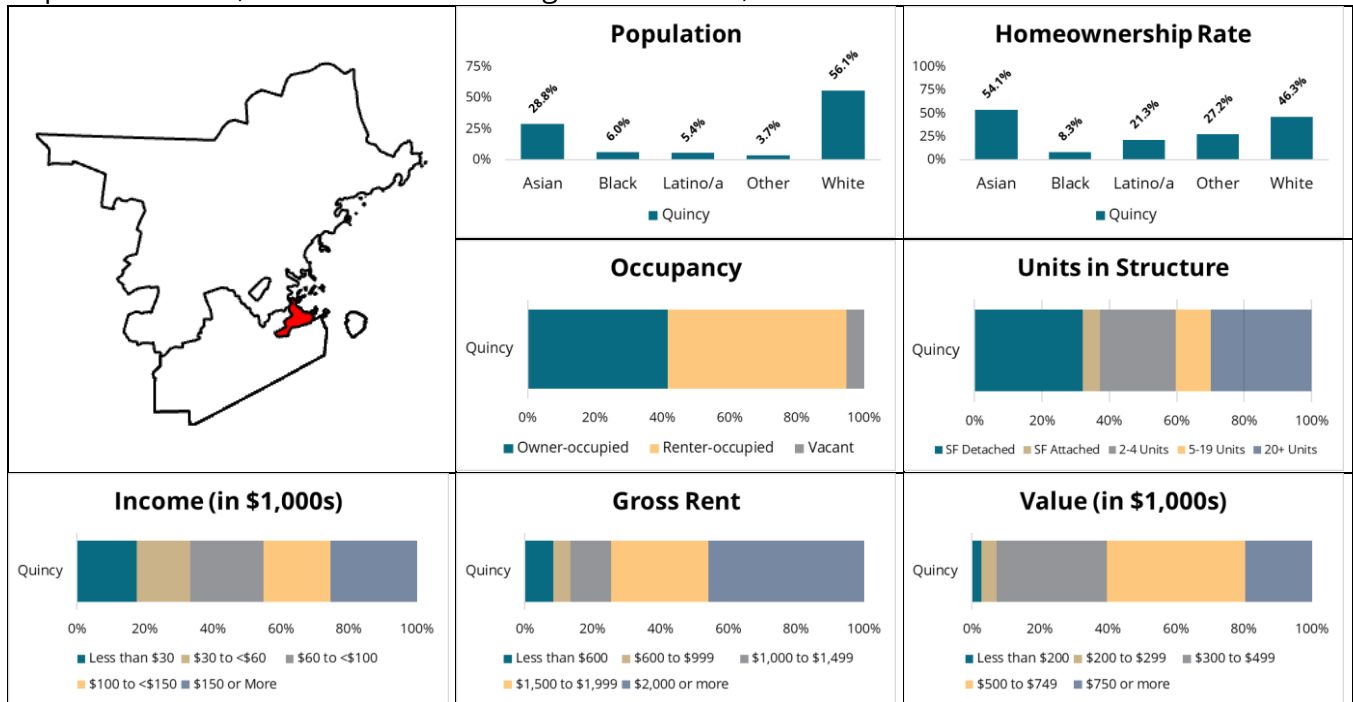 Population
75%
50%
25%
0%
28.8%
6.0%
5.4%
3.7%
56.1%
Asian Black Latino/a Other White
Quincy
Homeownership Rate
100%
75%
50%
25%
0%
54.1%
8.3%
21.3%
27.2%
46.3%
Asian Black Latino/a Other White
Quincy
Occupancy
Quincy
0% 20% 40% 60% 80% 100%
Owner-occupied Renter-occupied Vacant
Units in Structure
Quincy
0% 20% 40% 60% 80% 100%
SF Detached SF Attached 2-4 Units 5-19 Units 20+ Units
Income (in $1,000s)
Quincy
0% 20% 40% 60% 80% 100%
Less than $30 $30 to <$60 $60 to <$100
$100 to <$150 $150 or More
Gross Rent
Quincy
0% 20% 40% 60% 80% 100%
Less than $600 $600 to $999 $1,000 to $1,499
$1,500 to $1,999 $2,000 or more
Value (in $1,000s)
Quincy
0% 20% 40% 60% 80% 100%
Less than $200 $200 to $299 $300 to $499
$500 to $749 $750 or more